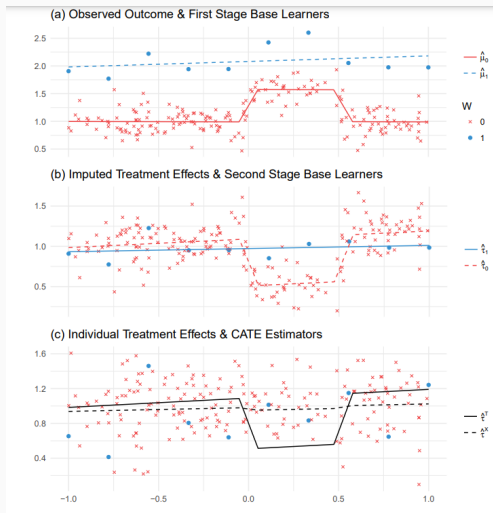 (a) Observed Outcome & First Stage Base Learners
2.5
2.0
1.5
1.0
0.5
μ̂₀
μ̂₁
W
0
1
(b) Imputed Treatment Effects & Second Stage Base Learners
1.5
1.0
0.5
τ̂₁
τ̂₀
(c) Individual Treatment Effects & CATE Estimators
1.6
1.2
0.8
0.4
τ̂ᵀ
τ̂ˣ
−1.0 −0.5 0.0 0.5 1.0